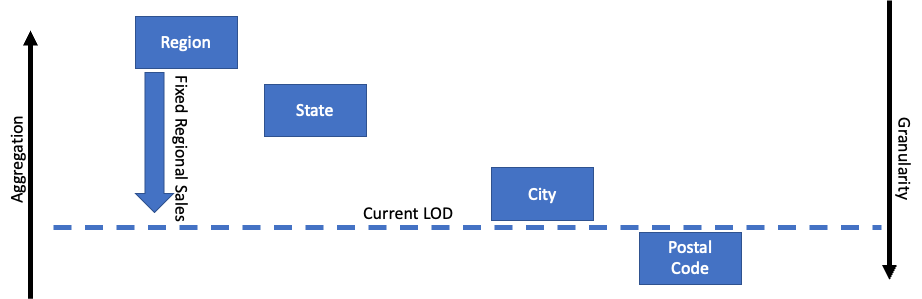 Region
State
Fixed Regional Sales
Aggregation
Granularity
City
Current LOD
Postal
Code